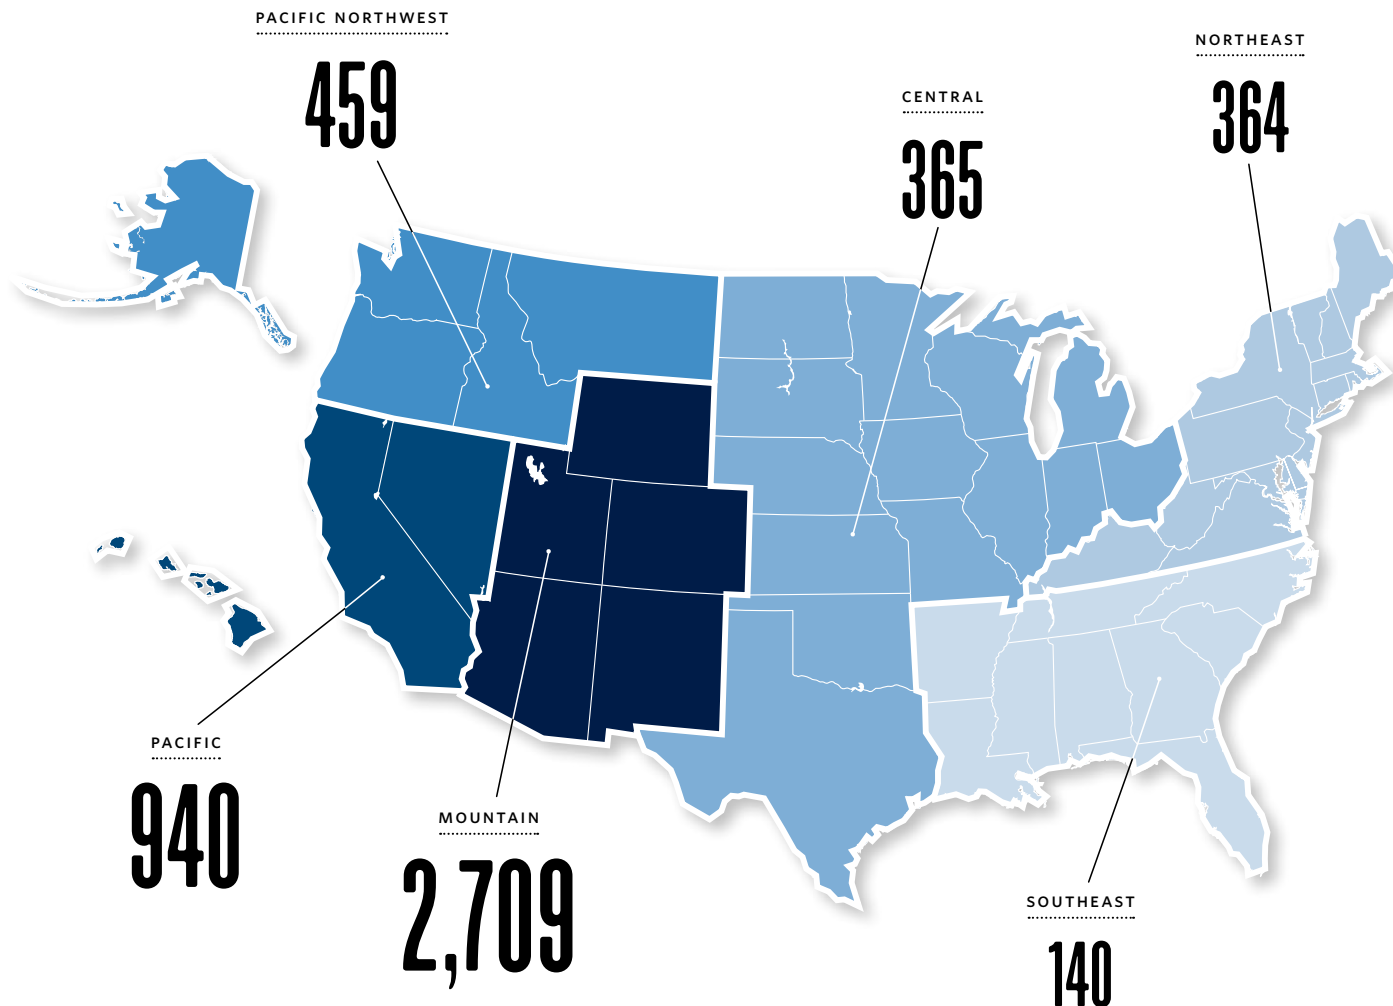 PACIFIC NORTHWEST
459
NORTHEAST
364
CENTRAL
365
PACIFIC
940
MOUNTAIN
2,709
SOUTHEAST
140